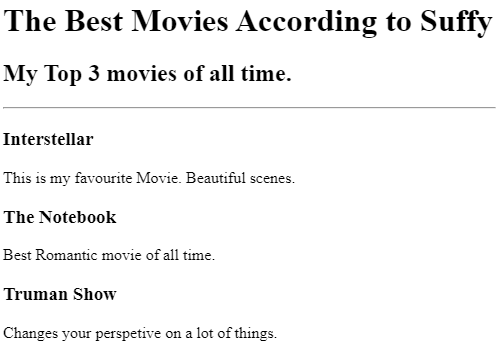 The Best Movies According to Suffy
My Top 3 movies of all time.
Interstellar
This is my favourite Movie. Beautiful scenes.
The Notebook
Best Romantic movie of all time.
Truman Show
Changes your perspetive on a lot of things.